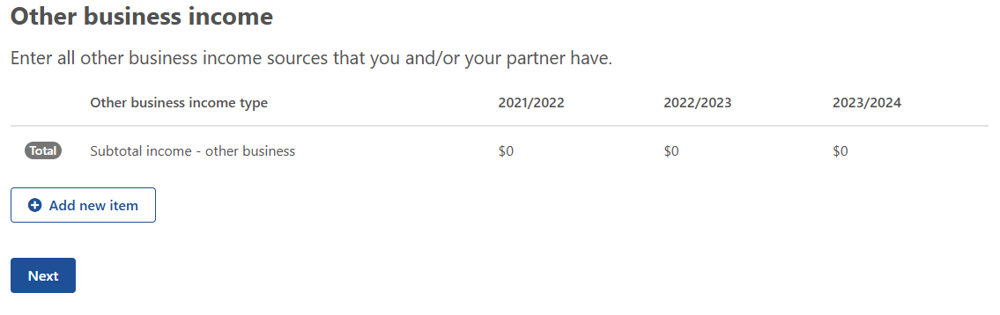 Other business income
Enter all other business income sources that you and/or your partner have.
Other business income type 2021/2022 2022/2023 2023/2024
Total Subtotal income - other business $0 $0 $0
Add new item
Next